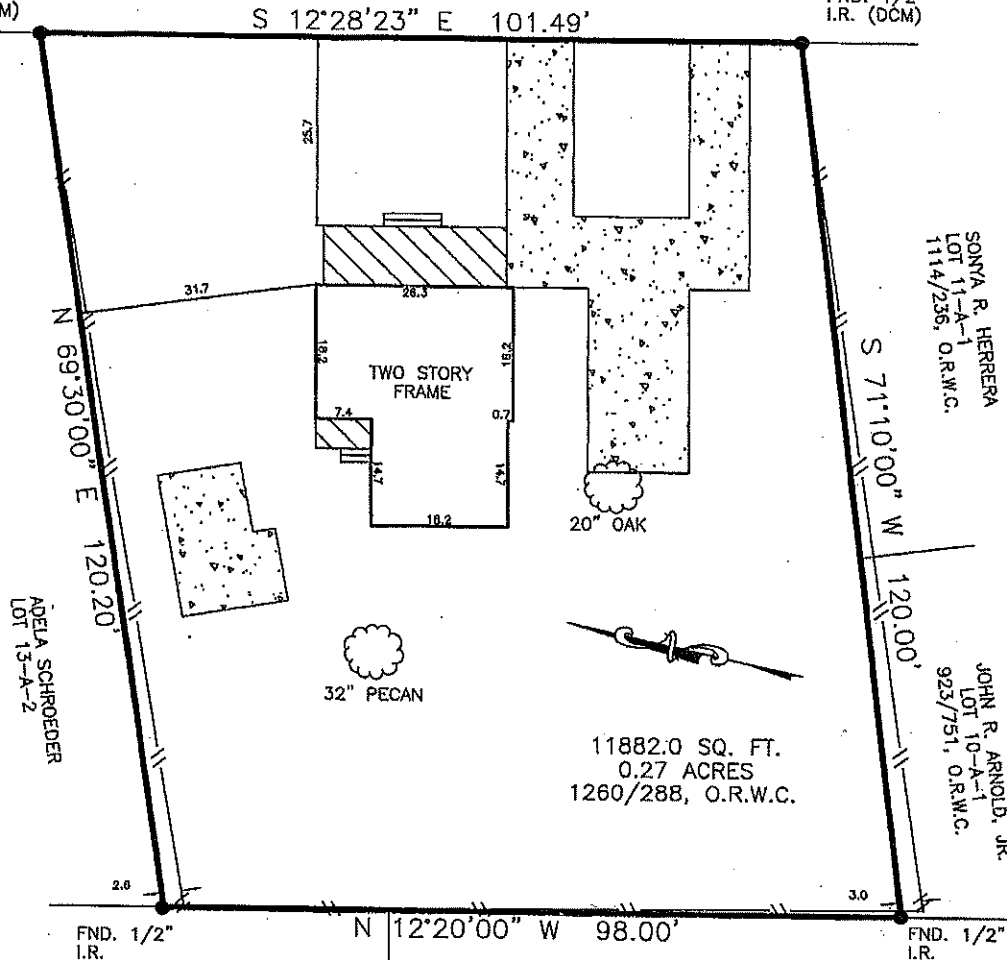 M)
S 12°28'23" E 101.49'
I.R. (DCM)
25.7
31.7
26.3
18.2
18.2
TWO STORY
FRAME
7.4
0.7
14.7
14.7
18.2
20" OAK
32" PECAN
N 69°30'00" E 120.20'
S 71°10'00" W 120.00'
SONYA R. HERRERA
LOT 11-A-1
1114/236, O.R.W.C.
ADELA SCHROEDER
LOT 13-A-2
JOHN R. ARNOLD, JR.
LOT 10-A-1
923/751, O.R.W.C.
11882.0 SQ. FT.
0.27 ACRES
1260/288, O.R.W.C.
2.6
3.0
FND. 1/2"
I.R.
N 12°20'00" W 98.00'
FND. 1/2"
I.R.